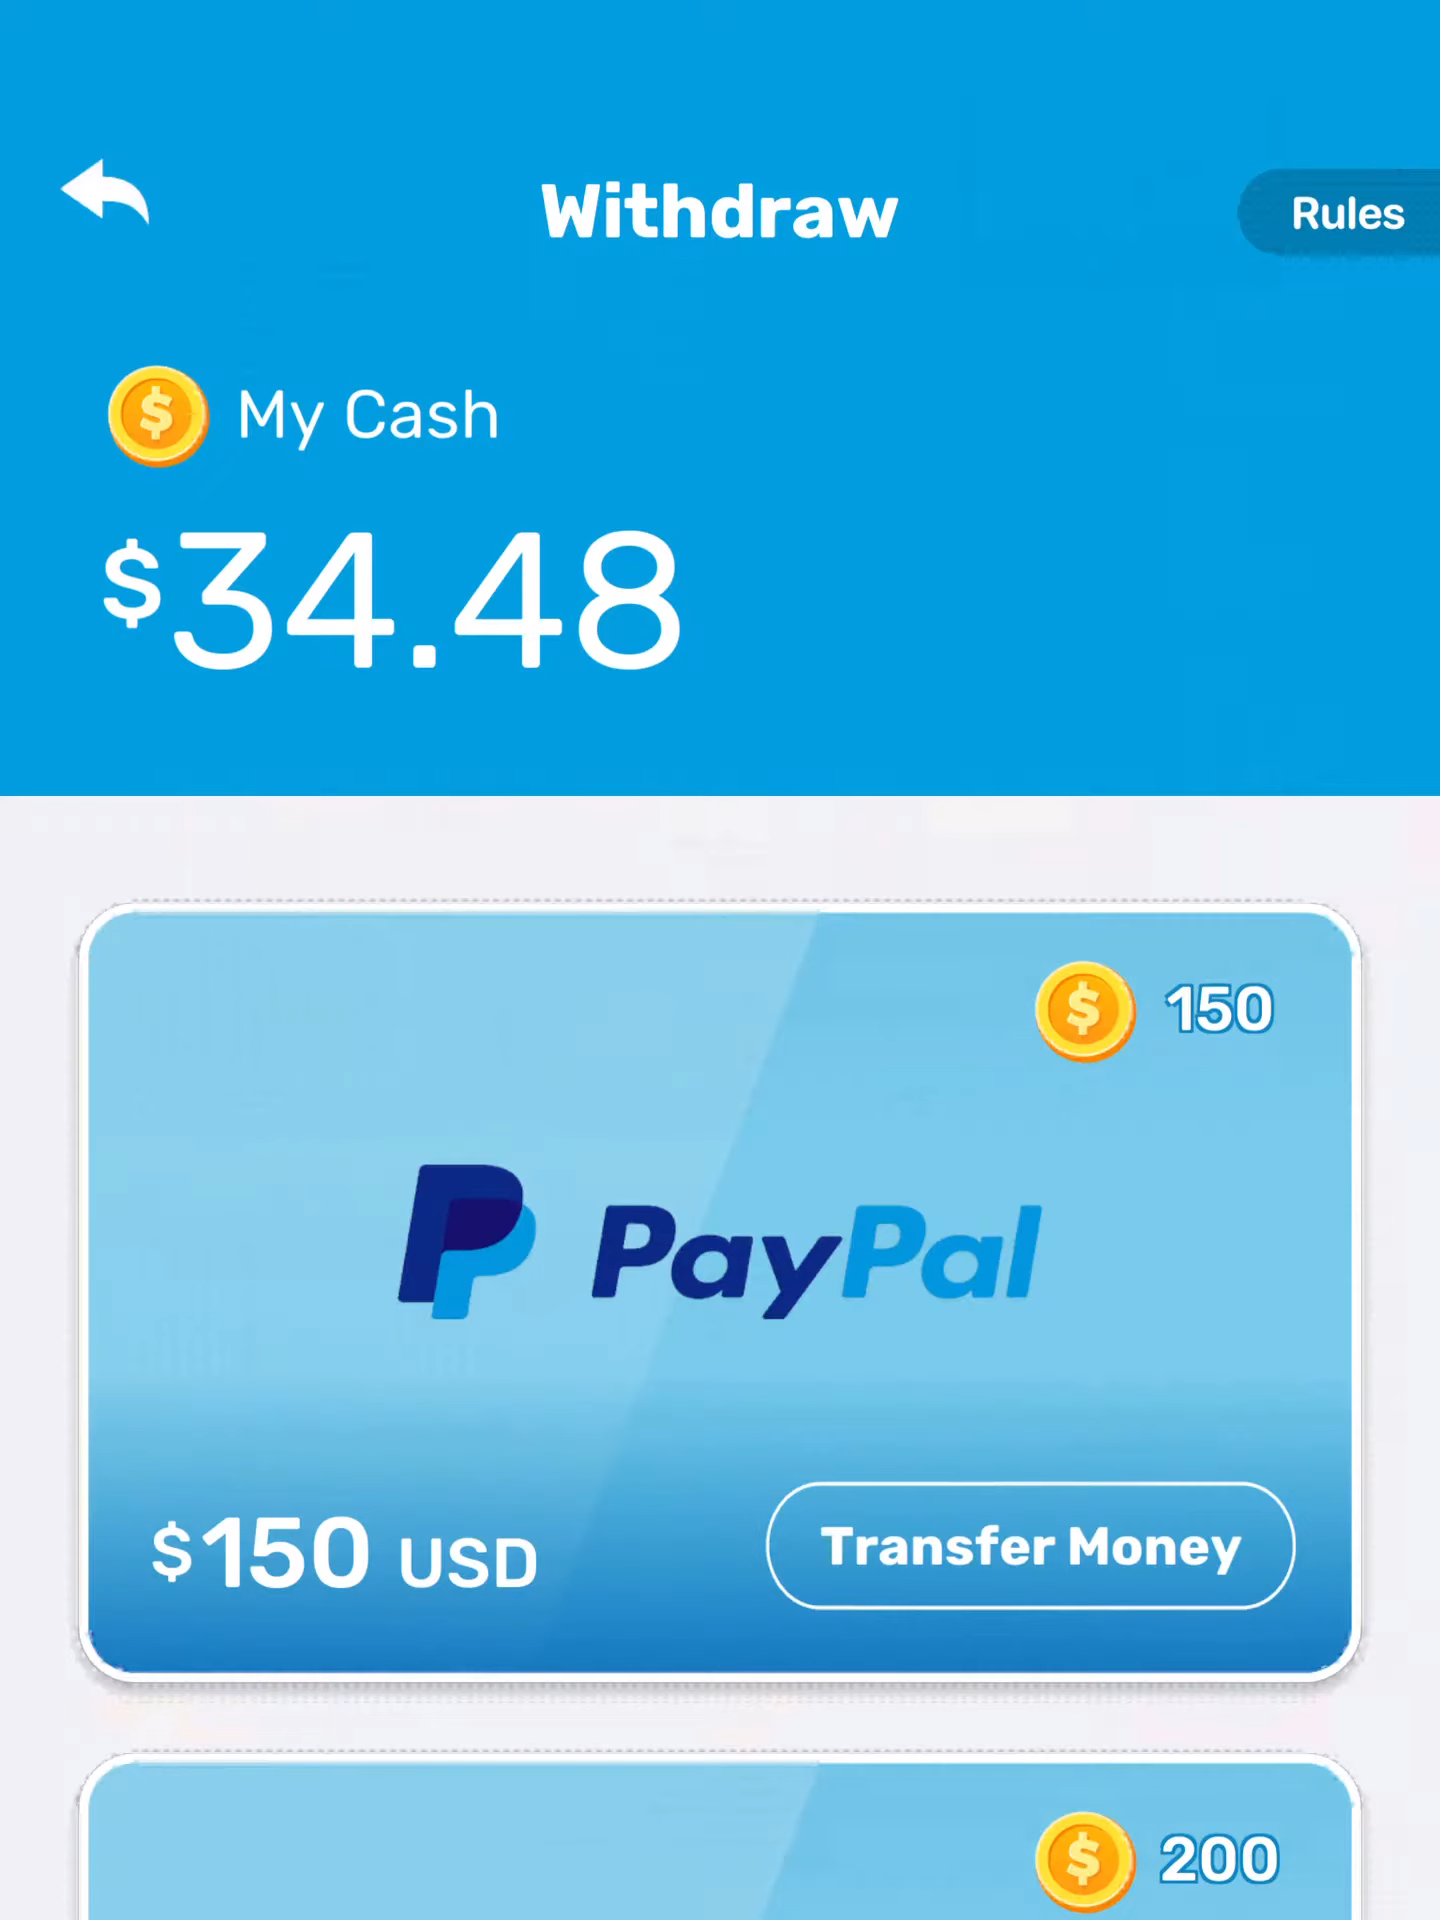 Withdraw
Rules
My Cash
$34.48
150
PayPal
$150 USD
Transfer Money
200